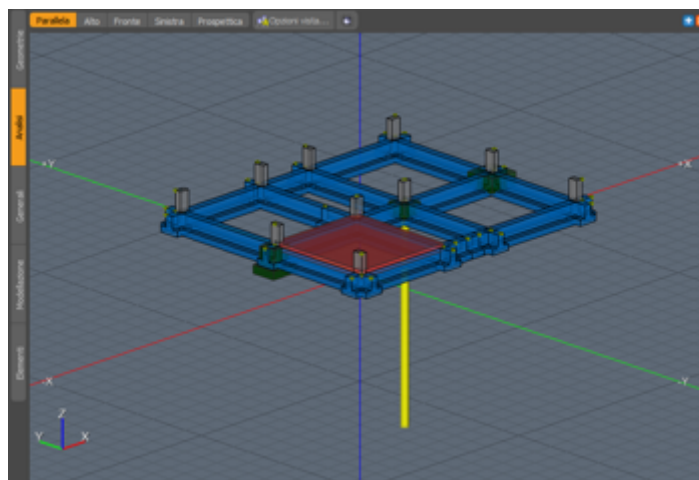 Parallela Alto Fronte Sinistra Prospettica Opzioni vista...
Geometrie
Analisi
Generali
Modellazione
Elementi
+Y
+X
-X
-Y
Z
Y
X